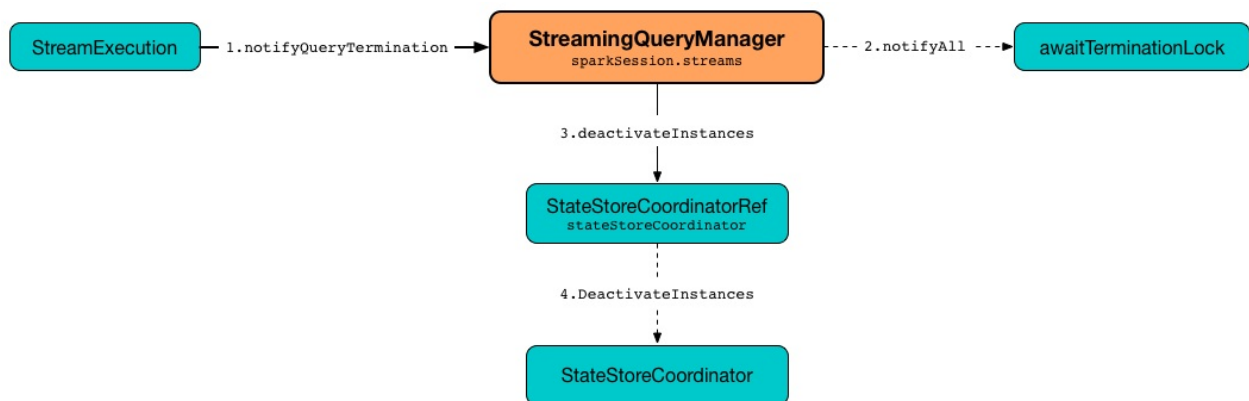 StreamExecution
1.notifyQueryTermination
StreamingQueryManager
sparkSession.streams
2.notifyAll
awaitTerminationLock
3.deactivateInstances
StateStoreCoordinatorRef
stateStoreCoordinator
4.DeactivateInstances
StateStoreCoordinator